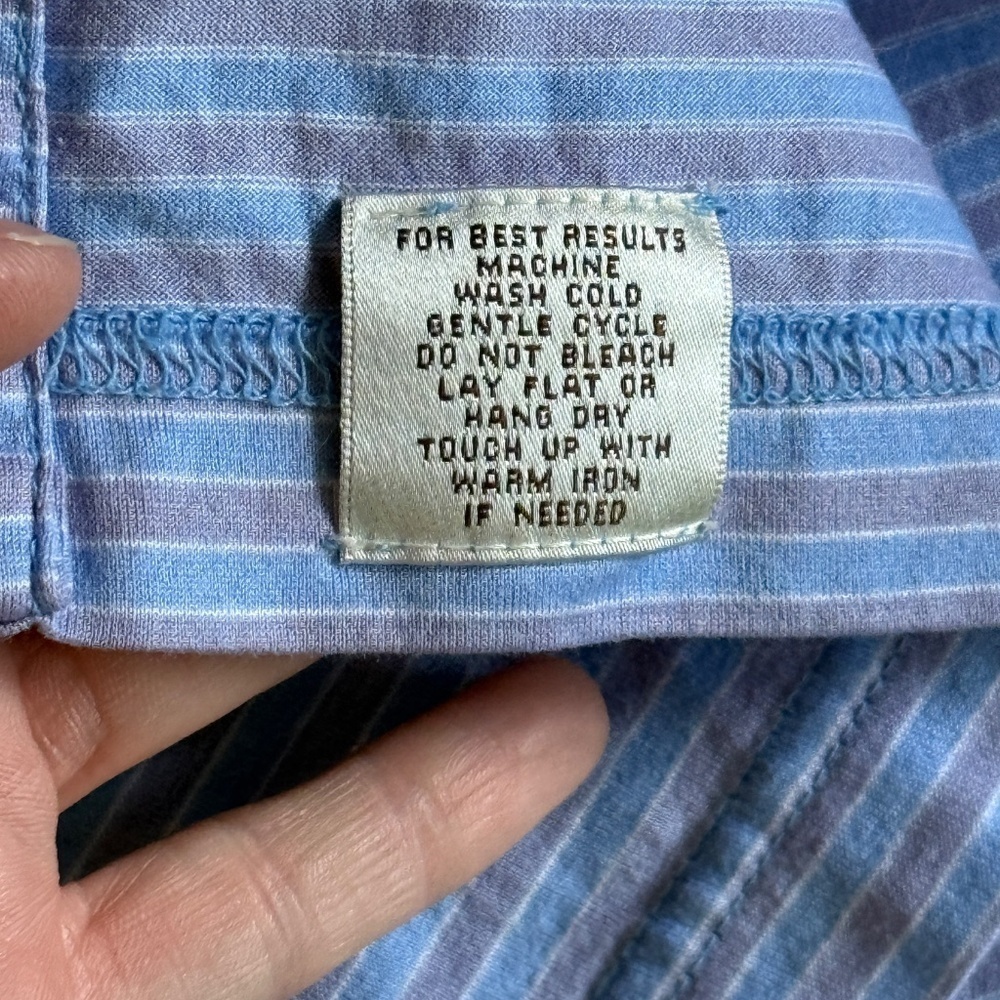 FOR BEST RESULTS
MACHINE
WASH COLD
GENTLE CYCLE
DO NOT BLEACH
LAY FLAT OR
HANG DRY
TOUCH UP WITH
WARM IRON
IF NEEDED